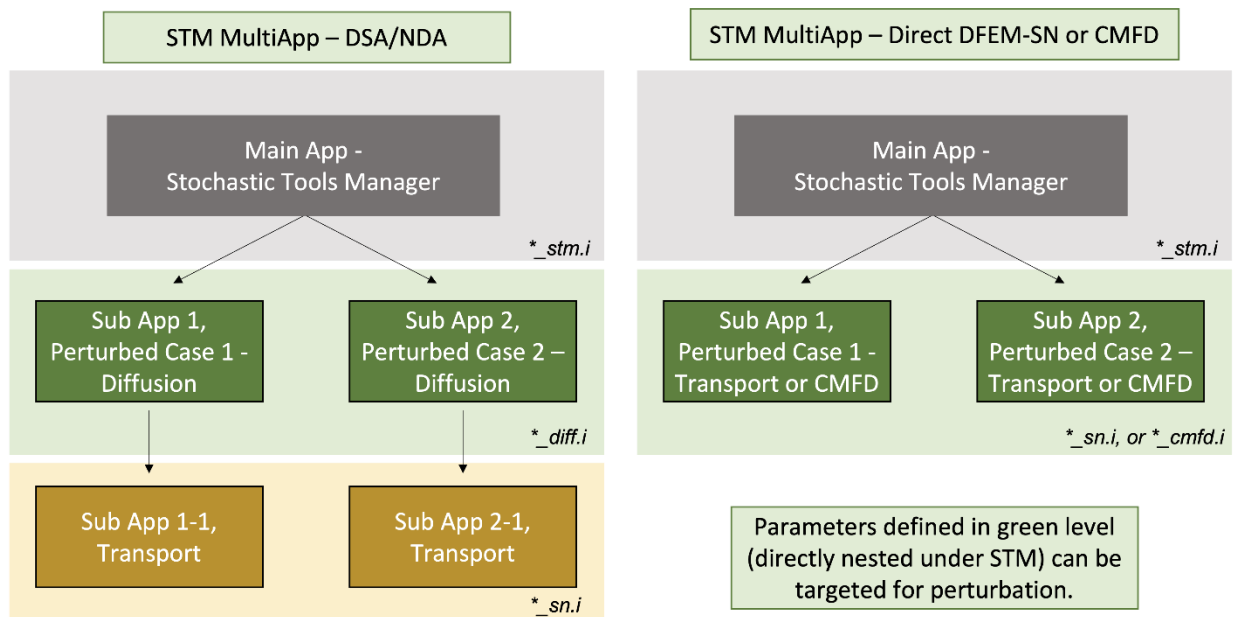 STM MultiApp – DSA/NDA
Main App -
Stochastic Tools Manager
*_stm.i
Sub App 1,
Perturbed Case 1 -
Diffusion
Sub App 2,
Perturbed Case 2 –
Diffusion
*_diff.i
Sub App 1-1,
Transport
Sub App 2-1,
Transport
*_sn.i
STM MultiApp – Direct DFEM-SN or CMFD
Main App -
Stochastic Tools Manager
*_stm.i
Sub App 1,
Perturbed Case 1 -
Transport or CMFD
Sub App 2,
Perturbed Case 2 –
Transport or CMFD
*_sn.i, or *_cmfd.i
Parameters defined in green level
(directly nested under STM) can be
targeted for perturbation.